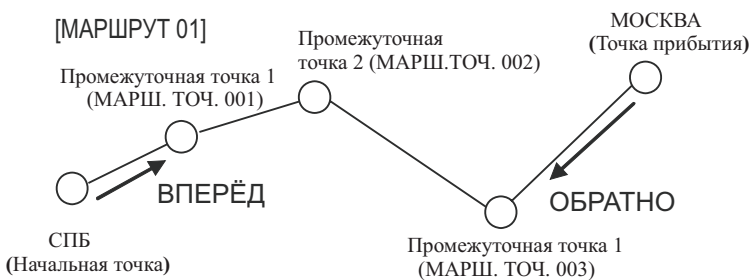 [МАРШРУТ 01]
Промежуточная
точка 2 (МАРШ.ТОЧ. 002)
МОСКВА
(Точка прибытия)
Промежуточная точка 1
(МАРШ. ТОЧ. 001)
ВПЕРЁД
ОБРАТНО
СПБ
(Начальная точка)
Промежуточная точка 1
(МАРШ. ТОЧ. 003)